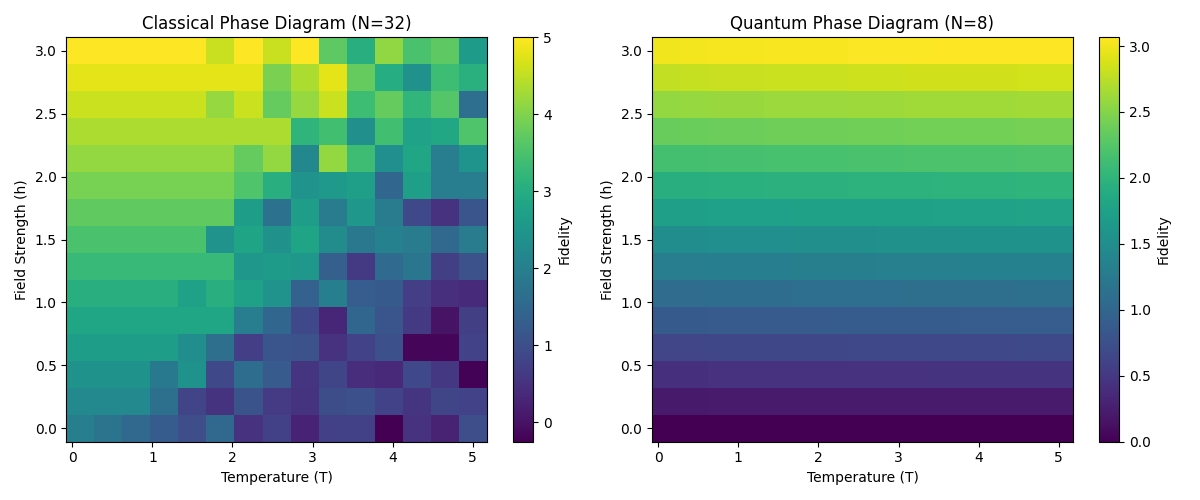 Classical Phase Diagram (N=32)
Field Strength (h)
3.0
2.5
2.0
1.5
1.0
0.5
0.0
0 1 2 3 4 5
Temperature (T)
5
4
3
2
1
0
Fidelity
Quantum Phase Diagram (N=8)
Field Strength (h)
3.0
2.5
2.0
1.5
1.0
0.5
0.0
0 1 2 3 4 5
Temperature (T)
3.0
2.5
2.0
1.5
1.0
0.5
0.0
Fidelity